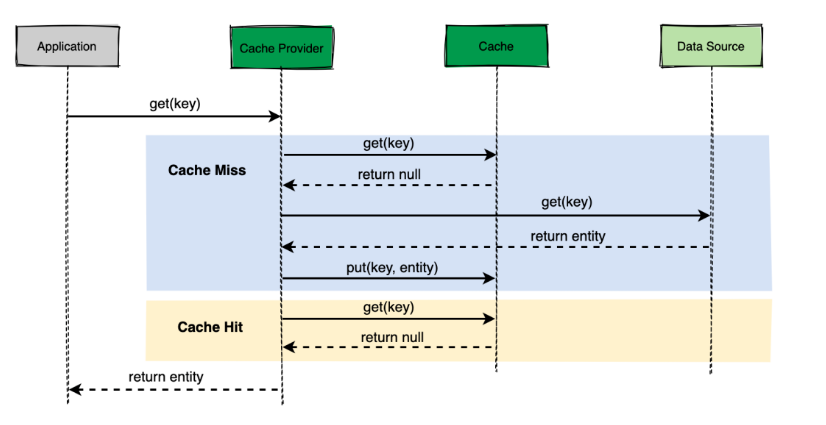 Application
Cache Provider
Cache
Data Source
get(key)
get(key)
Cache Miss
return null
get(key)
return entity
put(key, entity)
get(key)
Cache Hit
return null
return entity